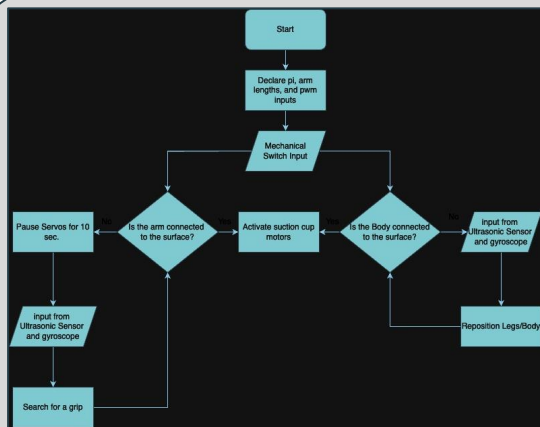 Start
Declare pi, arm
lengths, and pwm
inputs
Mechanical
Switch Input
Pause Servos for 10
sec.
No
Is the arm connected
to the surface?
Yes
Activate suction cup
motors
Yes
Is the Body connected
to the surface?
No
input from
Ultrasonic Sensor
and gyroscope
input from
Ultrasonic Sensor
and gyroscope
Reposition Legs/Body
Search for a grip